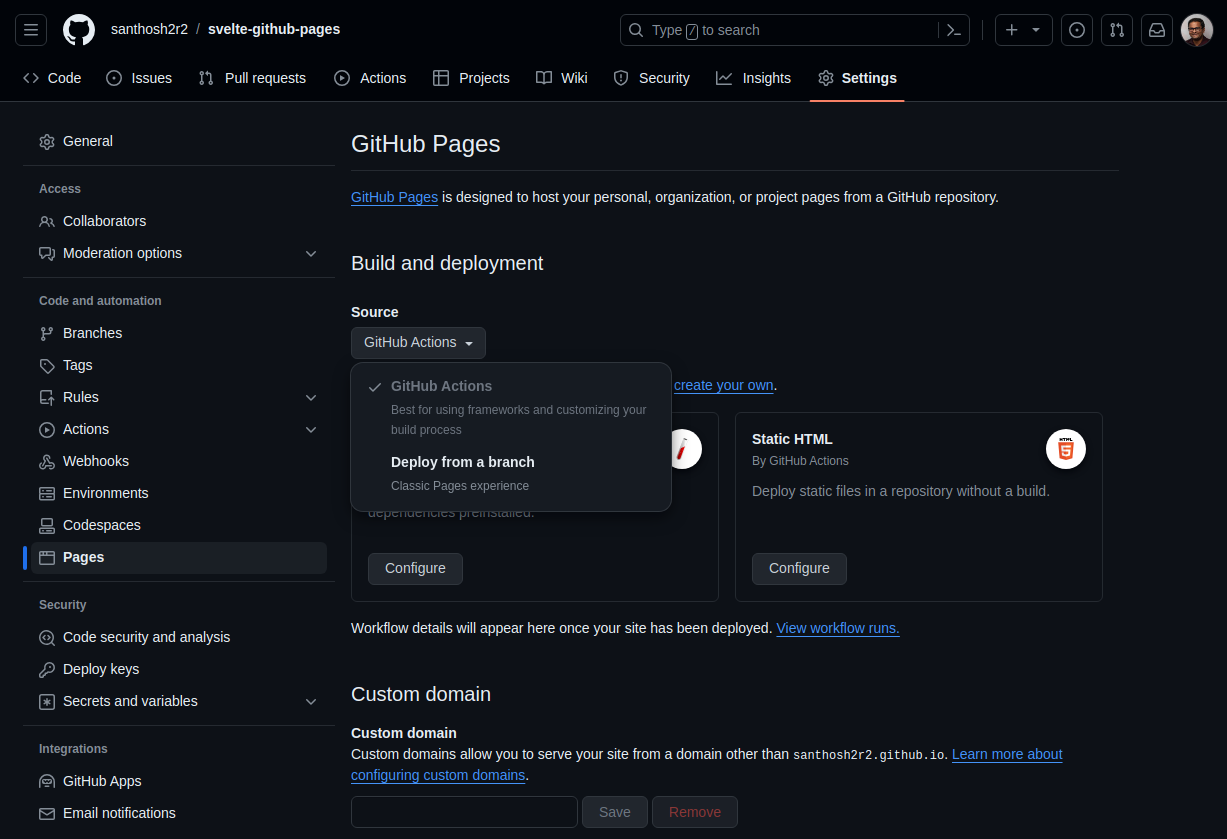 santhosh2r2 / svelte-github-pages
Type / to search
Code
Issues
Pull requests
Actions
Projects
Wiki
Security
Insights
Settings
General
Access
Collaborators
Moderation options
Code and automation
Branches
Tags
Rules
Actions
Webhooks
Environments
Codespaces
Pages
Security
Code security and analysis
Deploy keys
Secrets and variables
Integrations
GitHub Apps
Email notifications
GitHub Pages
GitHub Pages is designed to host your personal, organization, or project pages from a GitHub repository.
Build and deployment
Source
GitHub Actions
GitHub Actions
Best for using frameworks and customizing your
build process
Deploy from a branch
Classic Pages experience
create your own.
dependencies preinstalled.
Configure
Static HTML
By GitHub Actions
HTML
5
Deploy static files in a repository without a build.
Configure
Workflow details will appear here once your site has been deployed. View workflow runs.
Custom domain
Custom domain
Custom domains allow you to serve your site from a domain other than santhosh2r2.github.io. Learn more about
configuring custom domains.
Save
Remove